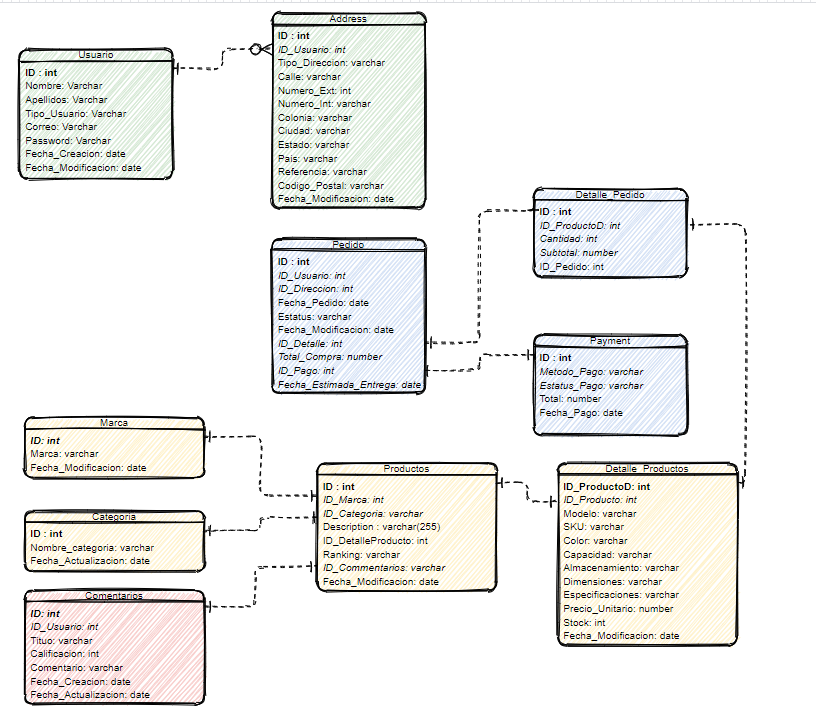 Usuario
ID : int
Nombre: Varchar
Apellidos: Varchar
Tipo_Usuario: Varchar
Correo: Varchar
Password: Varchar
Fecha_Creacion: date
Fecha_Modificacion: date
Address
ID : int
ID_Usuario: int
Tipo_Direccion: varchar
Calle: varchar
Numero_Ext: int
Numero_Int: varchar
Colonia: varchar
Ciudad: varchar
Estado: varchar
Pais: varchar
Referencia: varchar
Codigo_Postal: varchar
Fecha_Modificacion: date
Detalle_Pedido
ID : int
ID_ProductoD: int
Cantidad: int
Subtotal: number
ID_Pedido: int
Pedido
ID : int
ID_Usuario: int
ID_Direccion: int
Fecha_Pedido: date
Estatus: varchar
Fecha_Modificacion: date
ID_Detalle: int
Total_Compra: number
ID_Pago: int
Fecha_Estimada_Entrega: date
Payment
ID : int
Metodo_Pago: varchar
Estatus_Pago: varchar
Total: number
Fecha_Pago: date
Marca
ID: int
Marca: varchar
Fecha_Modificacion: date
Categoria
ID : int
Nombre_categoria: varchar
Fecha_Actualizacion: date
Comentarios
ID: int
ID_Usuario: int
Tituo: varchar
Calificacion: int
Comentario: varchar
Fecha_Creacion: date
Fecha_Actualizacion: date
Productos
ID : int
ID_Marca: int
ID_Categoria: varchar
Description : varchar(255)
ID_DetalleProducto: int
Ranking: varchar
ID_Commentarios: varchar
Fecha_Modificacion: date
Detalle_Productos
ID_ProductoD: int
ID_Producto: int
Modelo: varchar
SKU: varchar
Color: varchar
Capacidad: varchar
Almacenamiento: varchar
Dimensiones: varchar
Especificaciones: varchar
Precio_Unitario: number
Stock: int
Fecha_Modificacion: date